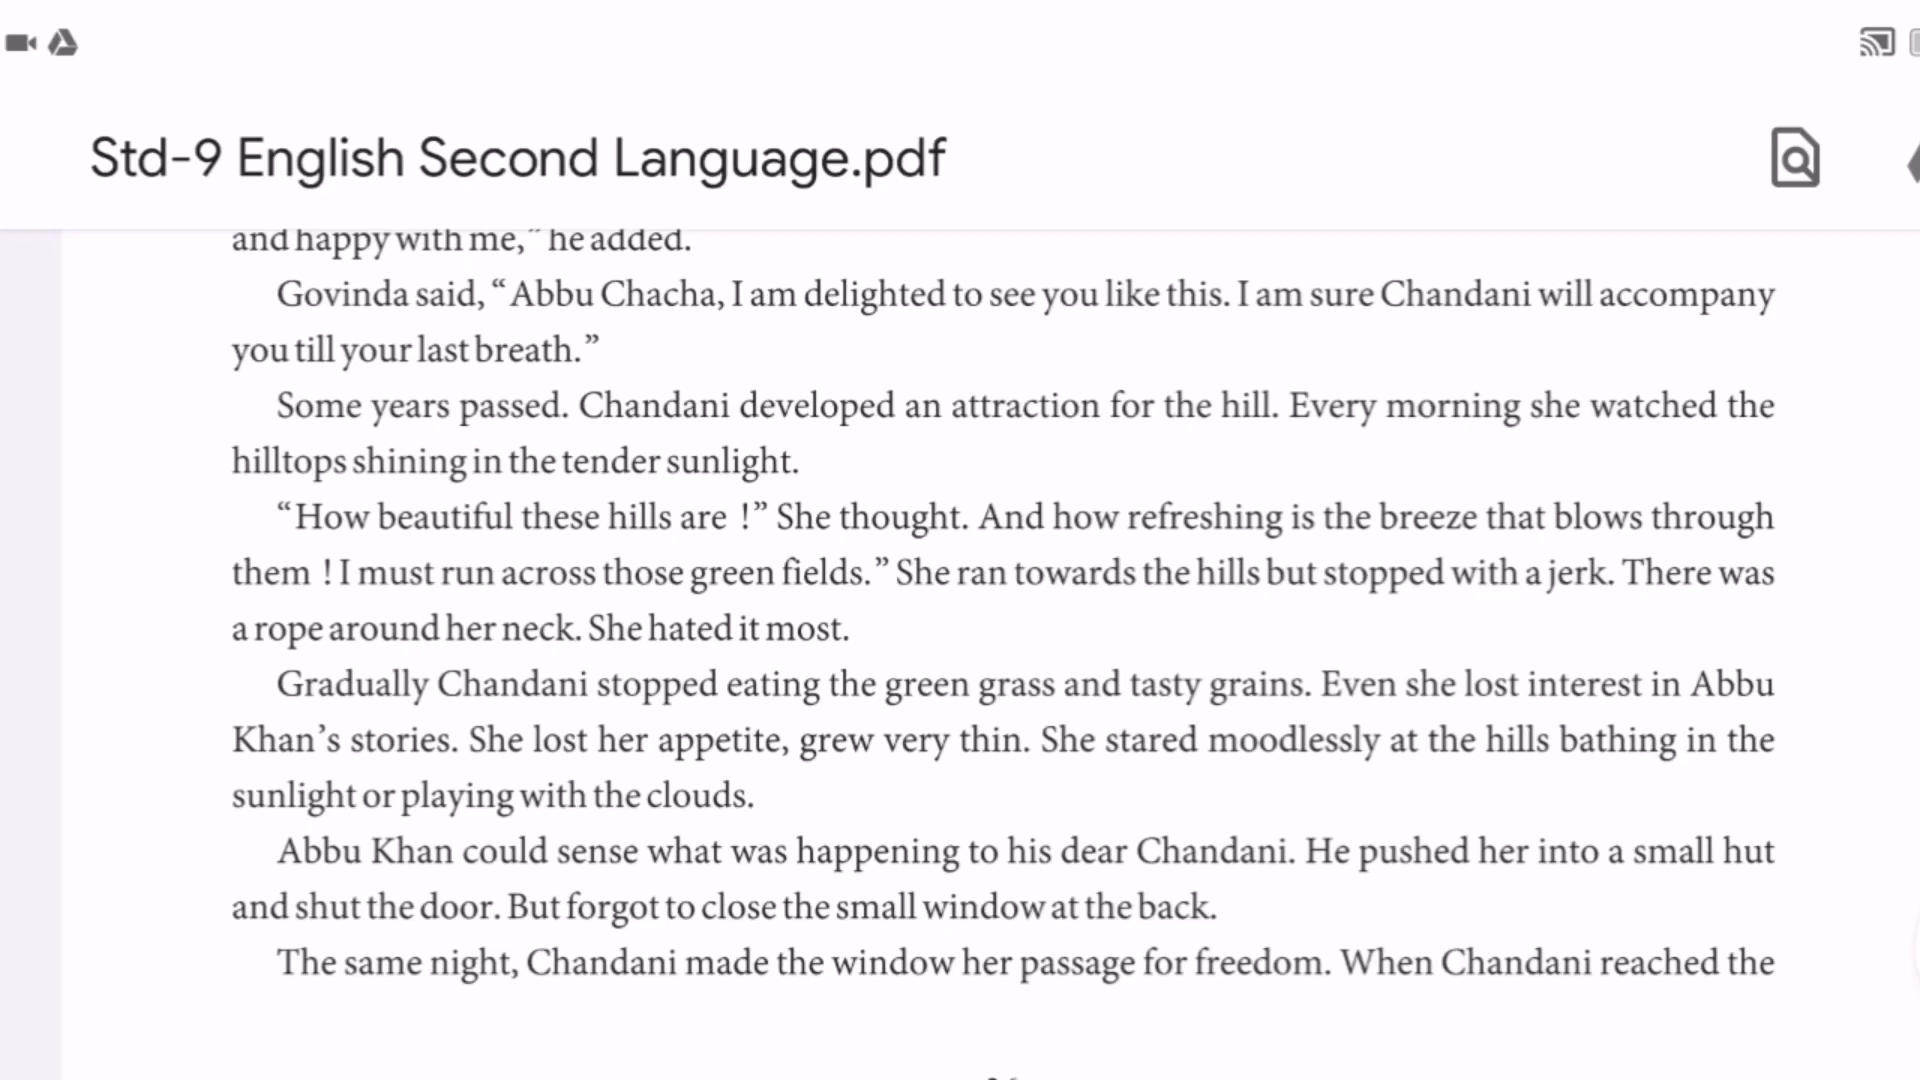 Std-9 English Second Language.pdf
and happy with me,” he added.
Govinda said, “Abbu Chacha, I am delighted to see you like this. I am sure Chandani will accompany
you till your last breath.”
Some years passed. Chandani developed an attraction for the hill. Every morning she watched the
hilltops shining in the tender sunlight.
“How beautiful these hills are !” She thought. And how refreshing is the breeze that blows through
them ! I must run across those green fields.” She ran towards the hills but stopped with a jerk. There was
a rope around her neck. She hated it most.
Gradually Chandani stopped eating the green grass and tasty grains. Even she lost interest in Abbu
Khan’s stories. She lost her appetite, grew very thin. She stared moodlessly at the hills bathing in the
sunlight or playing with the clouds.
Abbu Khan could sense what was happening to his dear Chandani. He pushed her into a small hut
and shut the door. But forgot to close the small window at the back.
The same night, Chandani made the window her passage for freedom. When Chandani reached the